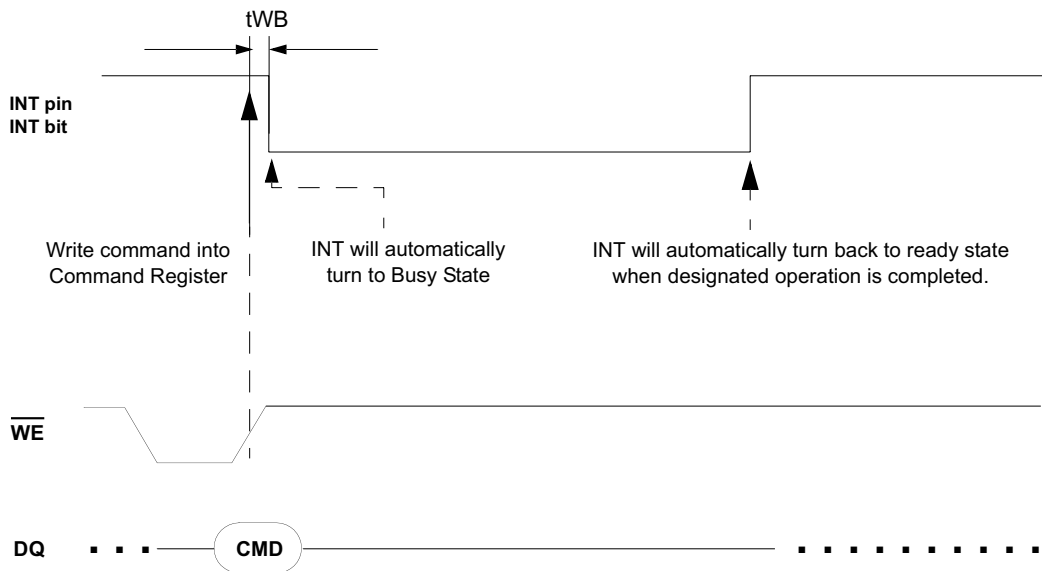 tWB
INT pin
INT bit
Write command into
Command Register
INT will automatically
turn to Busy State
INT will automatically turn back to ready state
when designated operation is completed.
WE
DQ
CMD